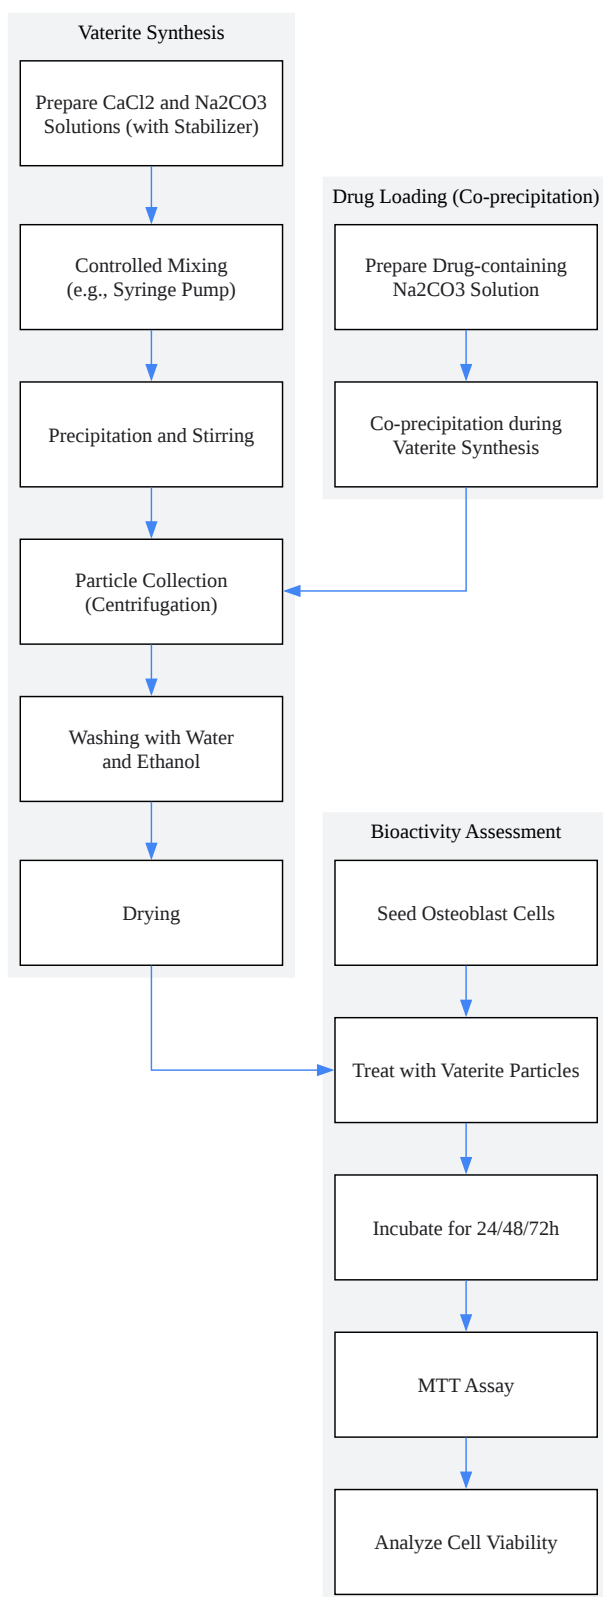 Vaterite Synthesis
Prepare CaCl2 and Na2CO3
Solutions (with Stabilizer)
Controlled Mixing
(e.g., Syringe Pump)
Precipitation and Stirring
Particle Collection
(Centrifugation)
Washing with Water
and Ethanol
Drying
Drug Loading (Co-precipitation)
Prepare Drug-containing
Na2CO3 Solution
Co-precipitation during
Vaterite Synthesis
Bioactivity Assessment
Seed Osteoblast Cells
Treat with Vaterite Particles
Incubate for 24/48/72h
MTT Assay
Analyze Cell Viability